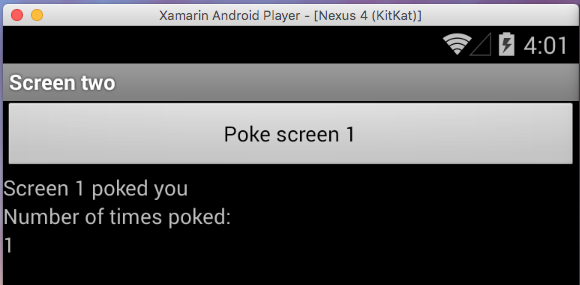 Xamarin Android Player - [Nexus 4 (KitKat)]
4:01
Screen two
Poke screen 1
Screen 1 poked you
Number of times poked:
1